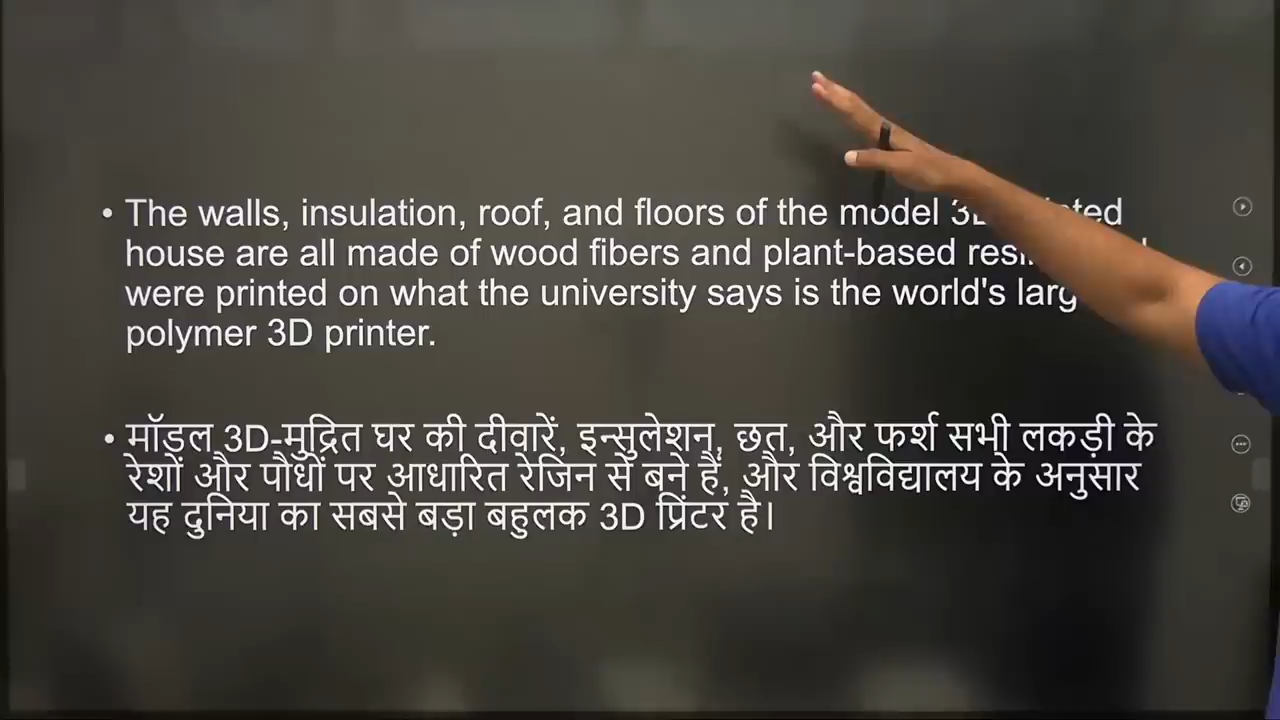 • The walls, insulation, roof, and floors of the model
house are all made of wood fibers and plant-based
were printed on what the university says is the world's
polymer 3D printer.
• मॉडल 3D-मुद्रित घर की दीवारें, इन्सुलेशन, छत, और फर्श सभी लकड़ी के
रेशों और पौधों पर आधारित रेजिन से बने हैं, और विश्वविद्यालय के अनुसार
यह दुनिया का सबसे बड़ा बहुलक 3D प्रिंटर है।